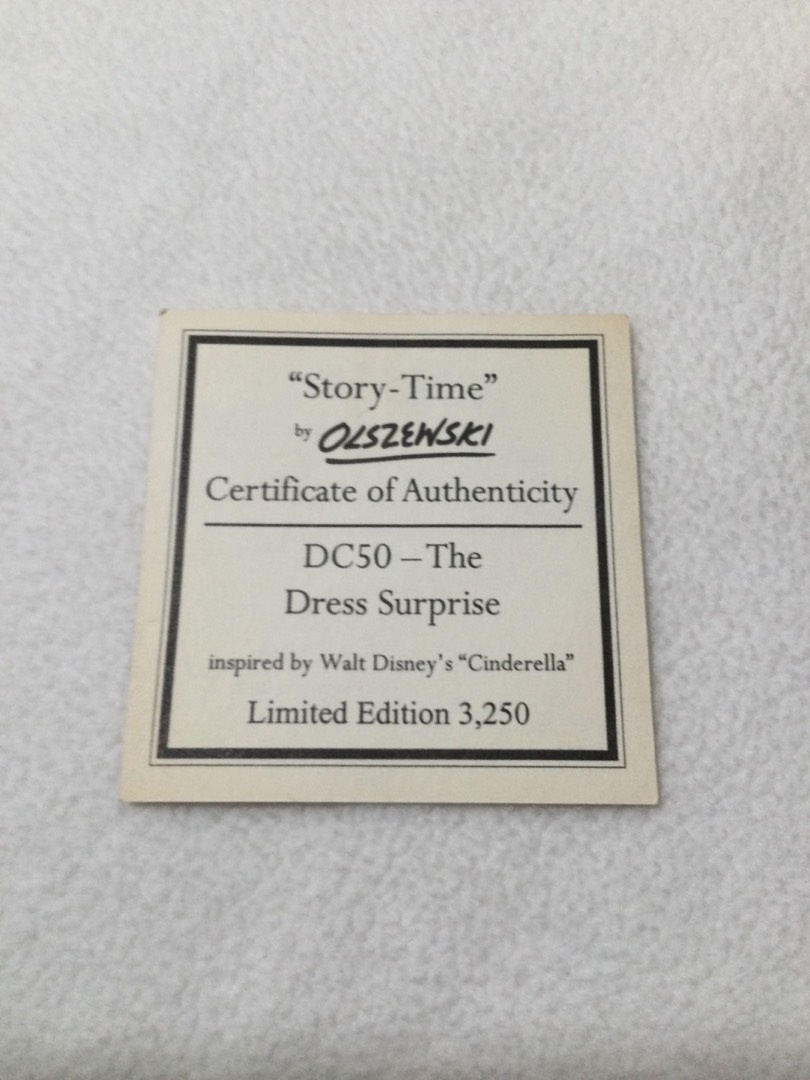 “Story-Time”
by OLSZEWSKI
Certificate of Authenticity
DC50 – The
Dress Surprise
inspired by Walt Disney’s “Cinderella”
Limited Edition 3,250